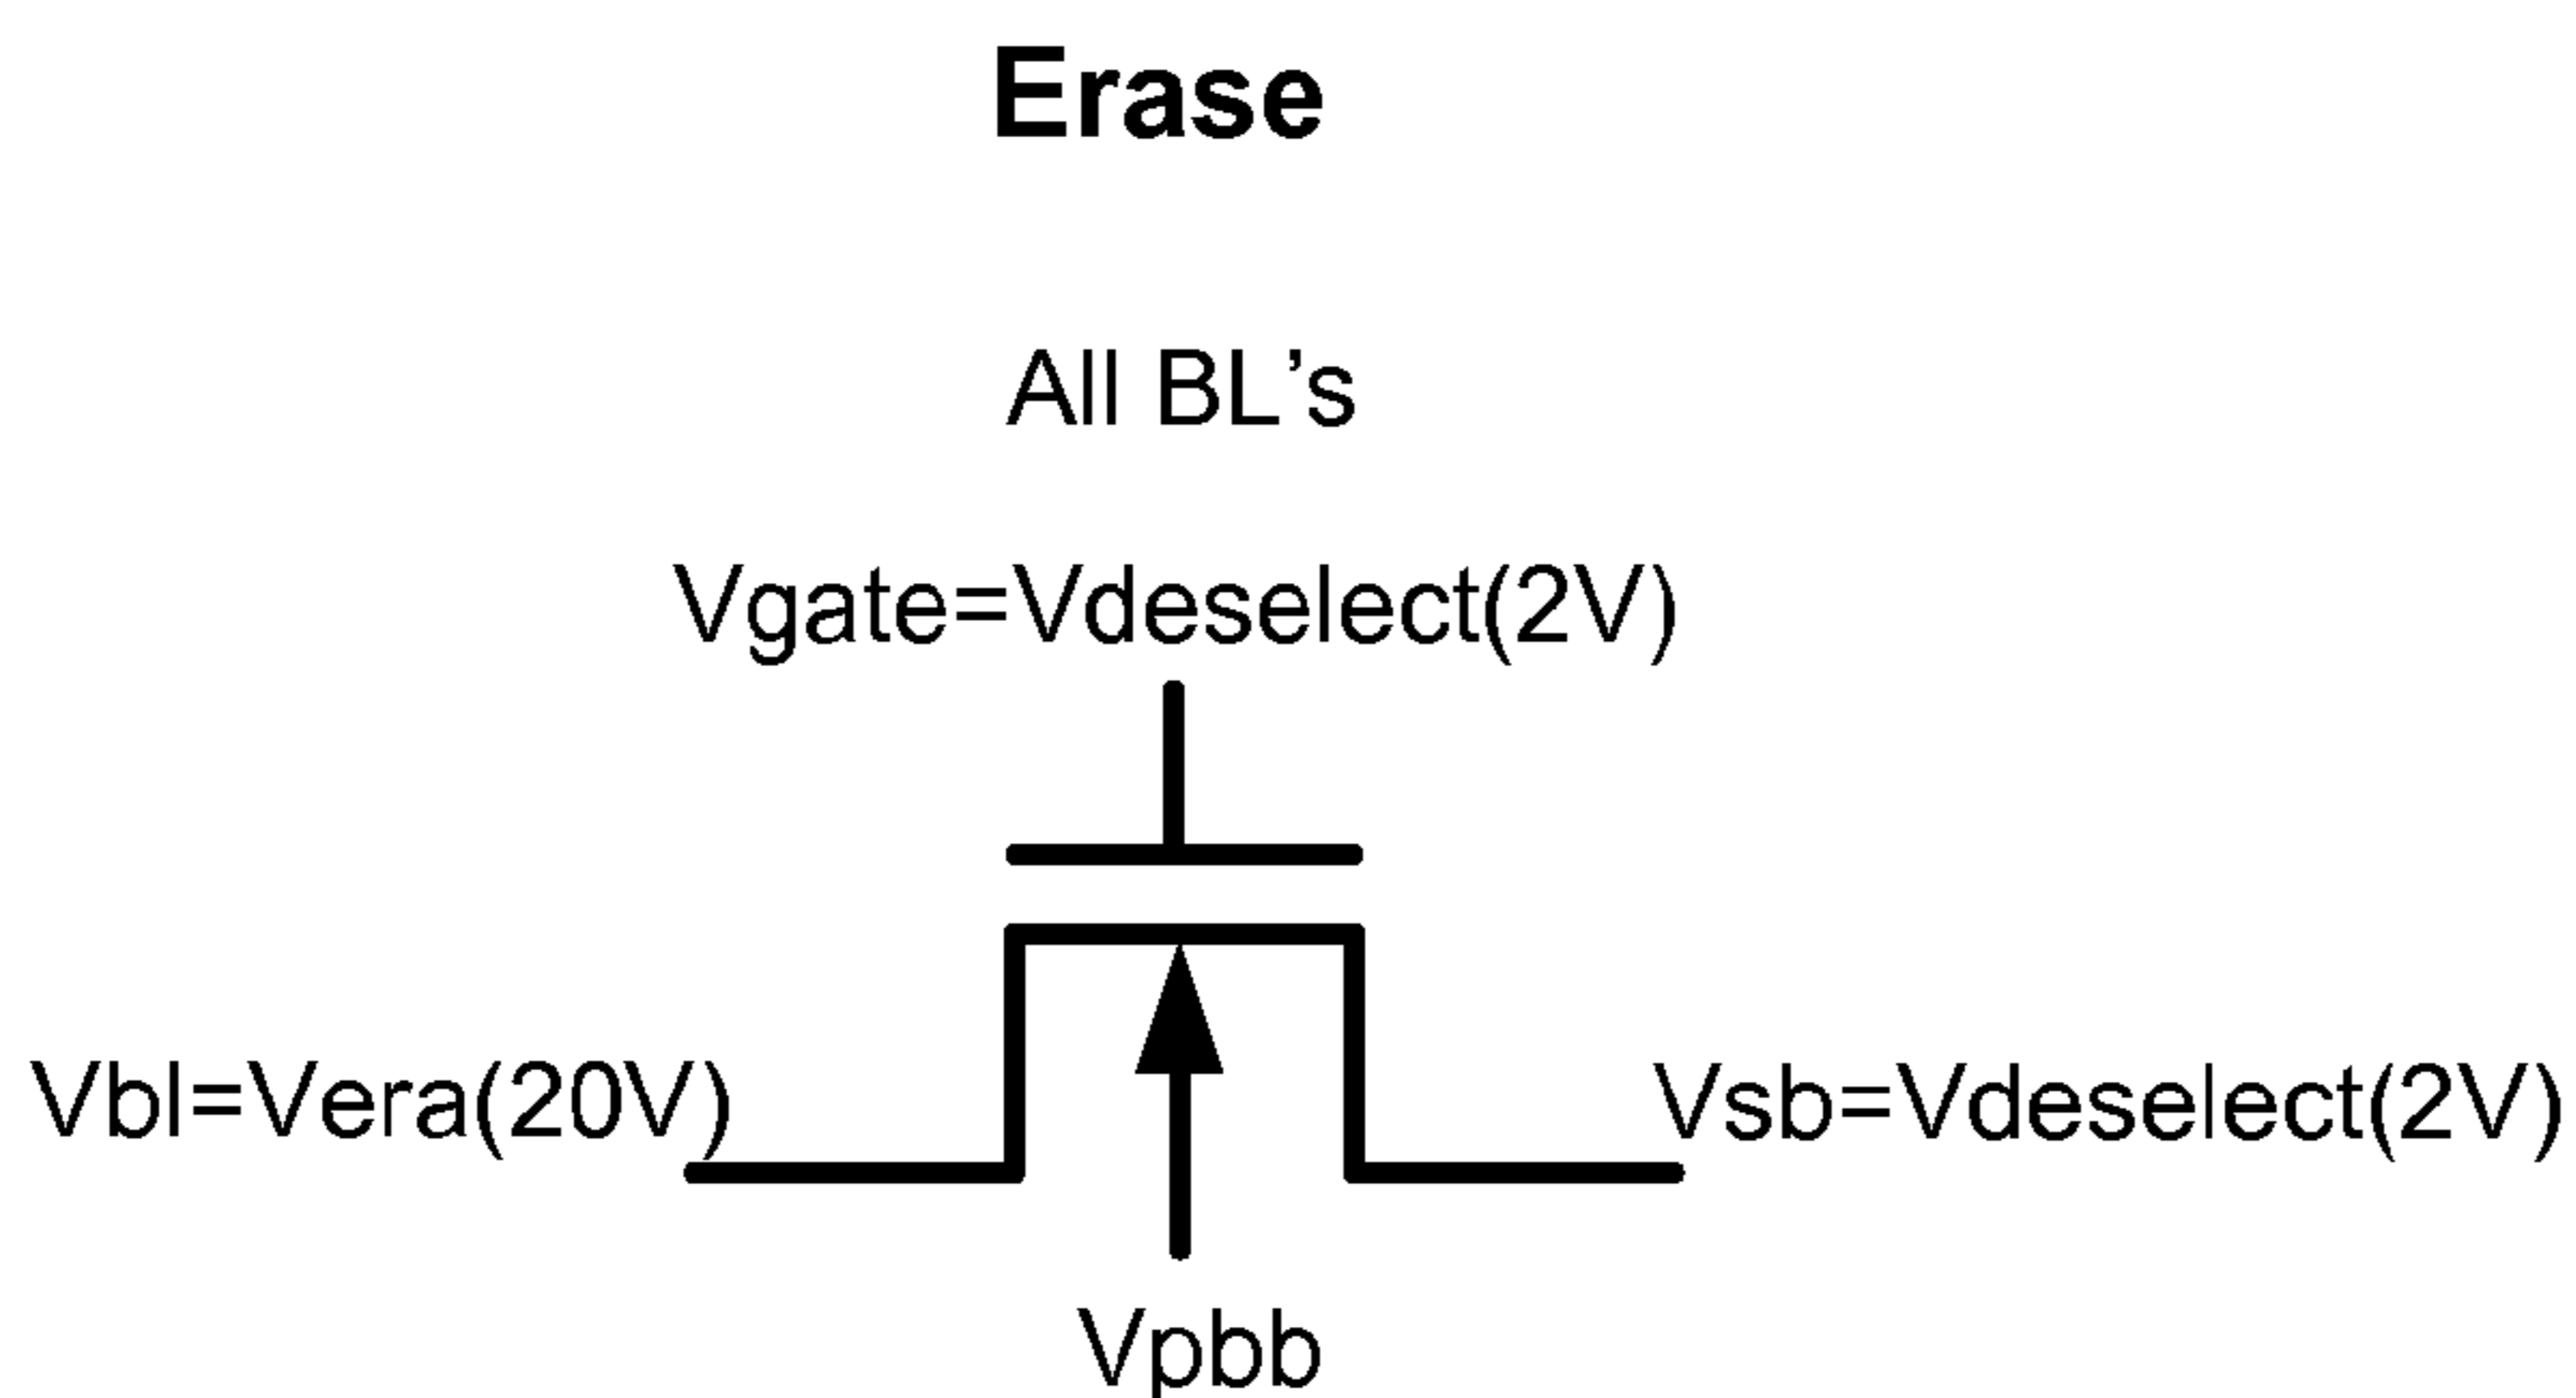 Erase
All BL’s
Vgate=Vdeselect(2V)
Vbl=Vera(20V)
Vsb=Vdeselect(2V)
Vpbb